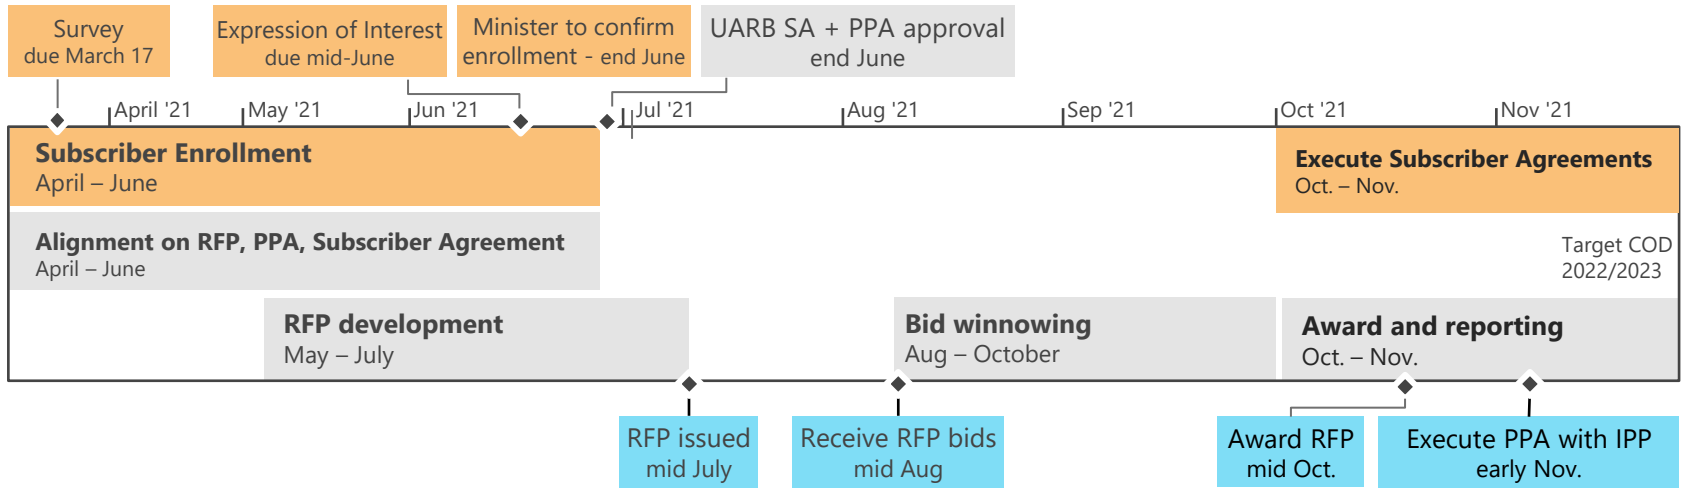 Survey
due March 17
Expression of Interest
due mid-June
Minister to confirm
enrollment - end June
UARB SA + PPA approval
end June
April '21
May '21
Jun '21
Jul '21
Aug '21
Sep '21
Oct '21
Nov '21
Subscriber Enrollment
April – June
Execute Subscriber Agreements
Oct. – Nov.
Alignment on RFP, PPA, Subscriber Agreement
April – June
Target COD
2022/2023
RFP development
May – July
Bid winnowing
Aug – October
Award and reporting
Oct. – Nov.
RFP issued
mid July
Receive RFP bids
mid Aug
Award RFP
mid Oct.
Execute PPA with IPP
early Nov.